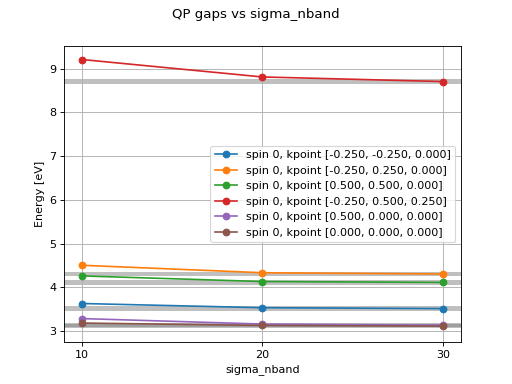 QP gaps vs sigma_nband
9
8
7
6
5
4
3
Energy [eV]
spin 0, kpoint [-0.250, -0.250, 0.000]
spin 0, kpoint [-0.250, 0.250, 0.000]
spin 0, kpoint [0.500, 0.500, 0.000]
spin 0, kpoint [-0.250, 0.500, 0.250]
spin 0, kpoint [0.500, 0.000, 0.000]
spin 0, kpoint [0.000, 0.000, 0.000]
10 20 30
sigma_nband